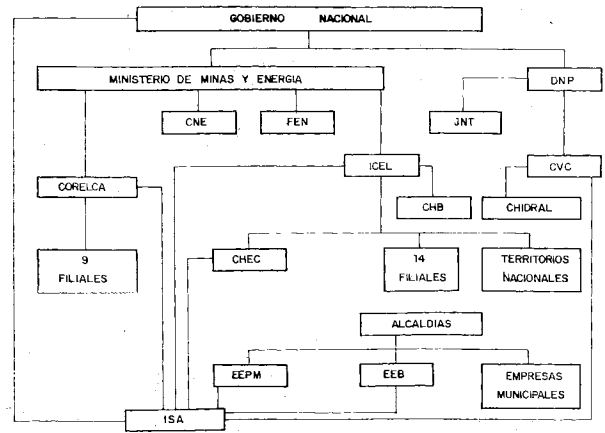 GOBIERNO NACIONAL
MINISTERIO DE MINAS Y ENERGIA
DNP
CNE
FEN
JNT
ICEL
CVC
CORELCA
CHB
CHIDRAL
9
FILIALES
CHEC
14
FILIALES
TERRITORIOS
NACIONALES
ALCALDIAS
EEPM
EEB
EMPRESAS
MUNICIPALES
ISA